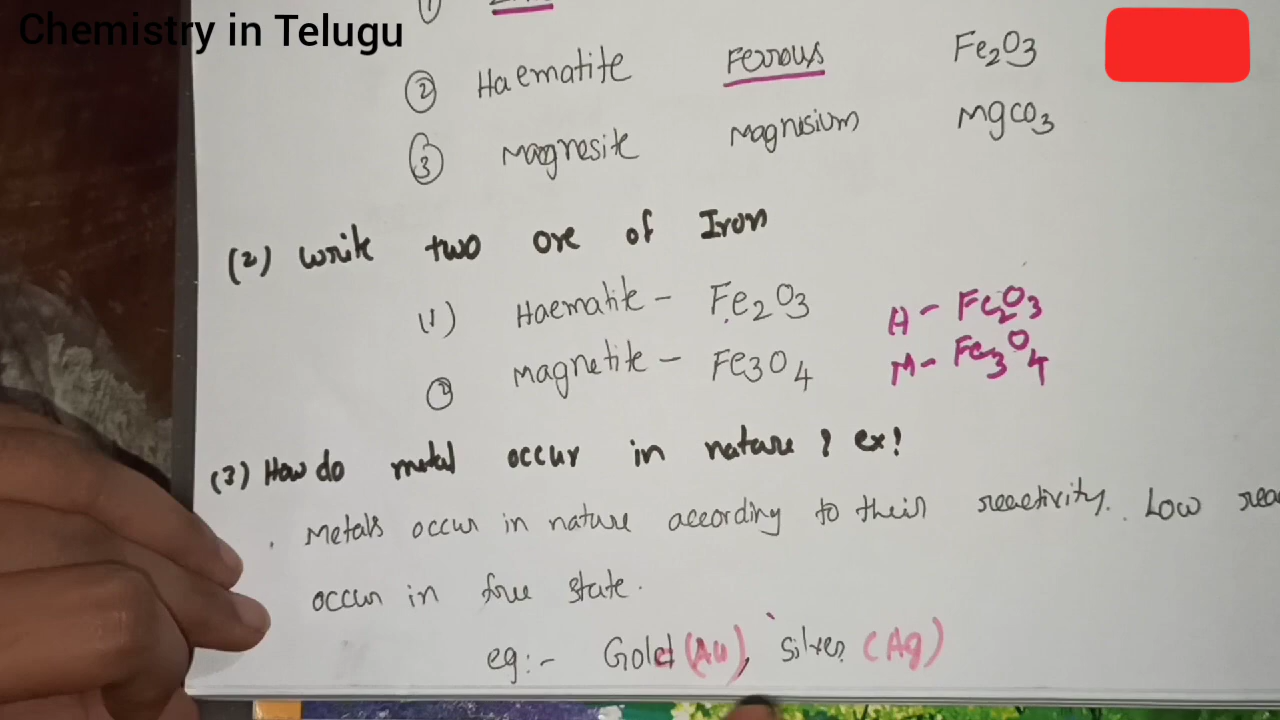 Chemistry in Telugu
(1)
(2) Haematite Ferrous Fe2O3
(3) Magnesite Magnisium Mgco3
(2) write two ore of Iron
(1) Haematite - Fe2O3 H - Fe2O3
(2) Magnetite - Fe3O4 M - Fe3O4
(3) How do metal occur in nature? ex!
. Metals occur in nature according to their reactivity. Low rea
occur in free state.
eg:- Gold (Au), Silver (Ag)